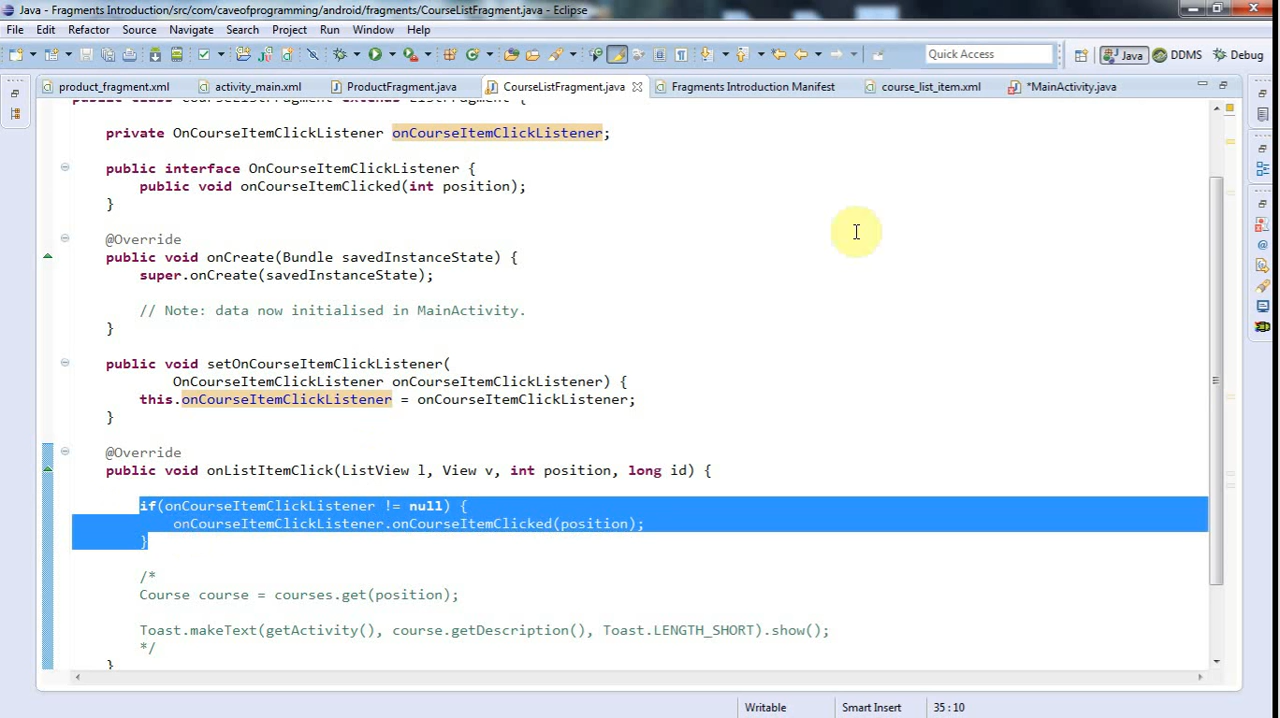 Java - Fragments Introduction/src/com/caveofprogramming/android/fragments/CourseListFragment.java - Eclipse
File Edit Refactor Source Navigate Search Project Run Window Help
Quick Access Java DDMS Debug
product_fragment.xml activity_main.xml ProductFragment.java CourseListFragment.java Fragments Introduction Manifest course_list_item.xml *MainActivity.java
public class CourseListFragment extends ListFragment {
private OnCourseItemClickListener onCourseItemClickListener;
public interface OnCourseItemClickListener {
public void onCourseItemClicked(int position);
}
@Override
public void onCreate(Bundle savedInstanceState) {
super.onCreate(savedInstanceState);
// Note: data now initialised in MainActivity.
}
public void setOnCourseItemClickListener(
OnCourseItemClickListener onCourseItemClickListener) {
this.onCourseItemClickListener = onCourseItemClickListener;
}
@Override
public void onListItemClick(ListView l, View v, int position, long id) {
if(onCourseItemClickListener != null) {
onCourseItemClickListener.onCourseItemClicked(position);
}
/*
Course course = courses.get(position);
Toast.makeText(getActivity(), course.getDescription(), Toast.LENGTH_SHORT).show();
*/
}
Writable Smart Insert 35 : 10